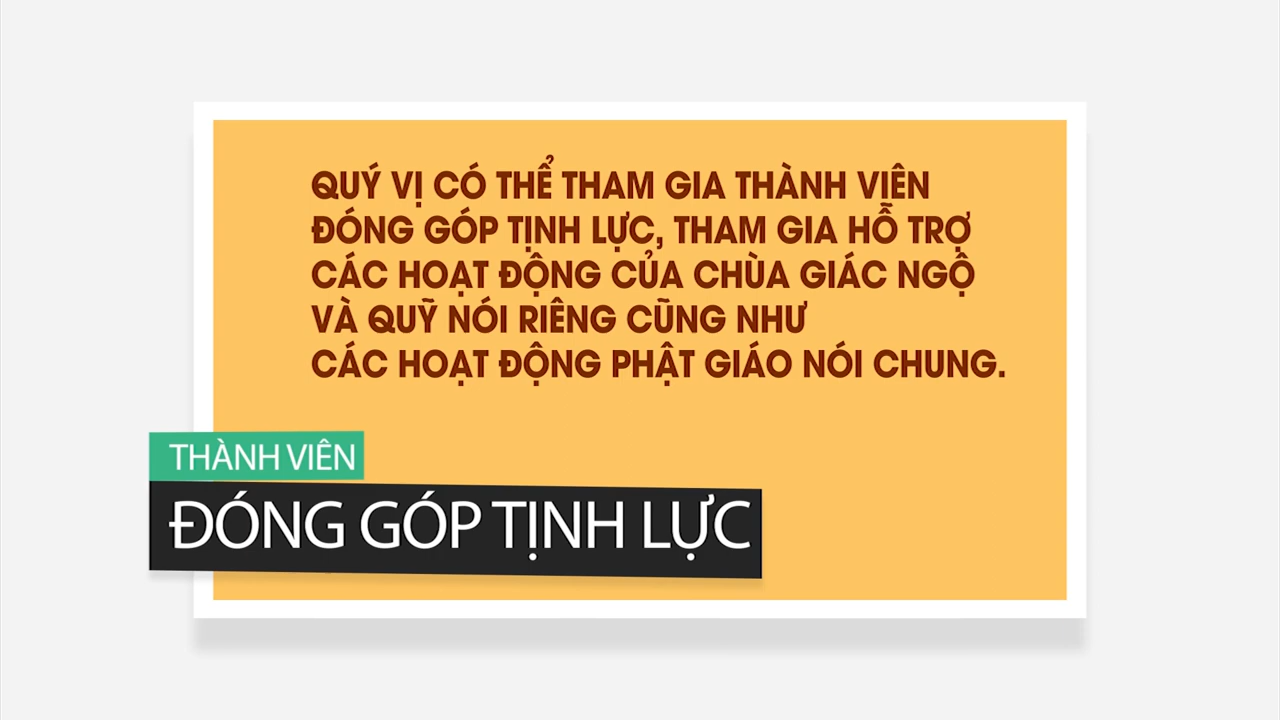 QUÝ VỊ CÓ THỂ THAM GIA THÀNH VIÊN
ĐÓNG GÓP TỊNH LỰC, THAM GIA HỖ TRỢ
CÁC HOẠT ĐỘNG CỦA CHÙA GIÁC NGỘ
VÀ QUỸ NÓI RIÊNG CŨNG NHƯ
CÁC HOẠT ĐỘNG PHẬT GIÁO NÓI CHUNG.
THÀNH VIÊN
ĐÓNG GÓP TỊNH LỰC